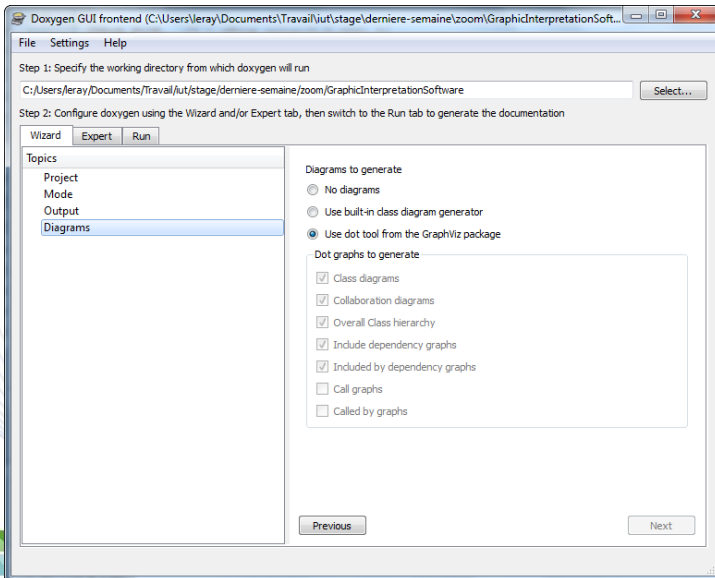 Doxygen GUI frontend (C:\Users\leray\Documents\Travail\iut\stage\derniere-semaine\zoom\GraphicInterpretationSoft...
File Settings Help
Step 1: Specify the working directory from which doxygen will run
C:/Users/leray/Documents/Travail/iut/stage/derniere-semaine/zoom/GraphicInterpretationSoftware
Select...
Step 2: Configure doxygen using the Wizard and/or Expert tab, then switch to the Run tab to generate the documentation
Wizard Expert Run
Topics
Project
Mode
Output
Diagrams
Diagrams to generate
No diagrams
Use built-in class diagram generator
Use dot tool from the GraphViz package
Dot graphs to generate
Class diagrams
Collaboration diagrams
Overall Class hierarchy
Include dependency graphs
Included by dependency graphs
Call graphs
Called by graphs
Previous
Next